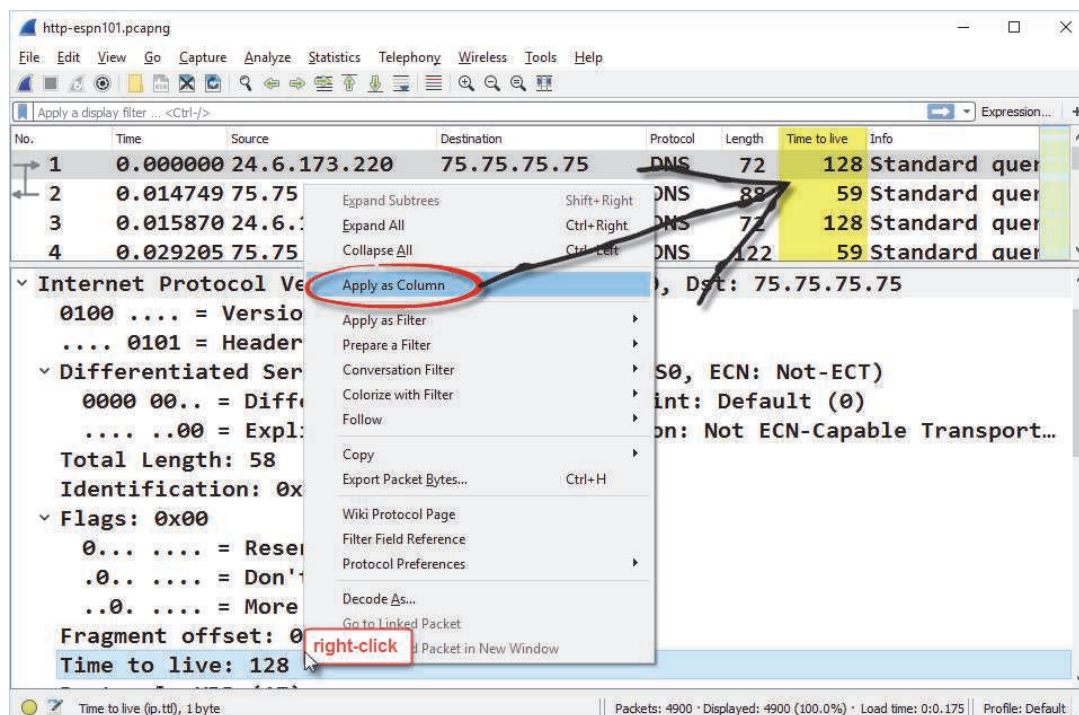 http-espn101.pcapng
File Edit View Go Capture Analyze Statistics Telephony Wireless Tools Help
Apply a display filter ... <Ctrl-/> Expression... +
No. Time Source Destination Protocol Length Time to live Info
1 0.000000 24.6.173.220 75.75.75.75 DNS 72 128 Standard quer
2 0.014749 75.75 DNS 88 59 Standard quer
3 0.015870 24.6.1 DNS 72 128 Standard quer
4 0.029205 75.75 DNS 122 59 Standard quer
Expand Subtrees Shift+Right
Expand All Ctrl+Right
Collapse All Ctrl+Left
Apply as Column
Apply as Filter
Prepare a Filter
Conversation Filter
Colorize with Filter
Follow
Copy
Export Packet Bytes... Ctrl+H
Wiki Protocol Page
Filter Field Reference
Protocol Preferences
Decode As...
Go to Linked Packet
d Packet in New Window
Internet Protocol Ve ), Dst: 75.75.75.75
0100 .... = Versio
.... 0101 = Header
Differentiated Ser S0, ECN: Not-ECT)
0000 00.. = Diffe int: Default (0)
.... ..00 = Expli on: Not ECN-Capable Transport...
Total Length: 58
Identification: 0x
Flags: 0x00
0... .... = Reser
.0.. .... = Don't
..0. .... = More
Fragment offset: 0
right-click
Time to live: 128
Time to live (ip.ttl), 1 byte Packets: 4900 · Displayed: 4900 (100.0%) · Load time: 0:0.175 Profile: Default